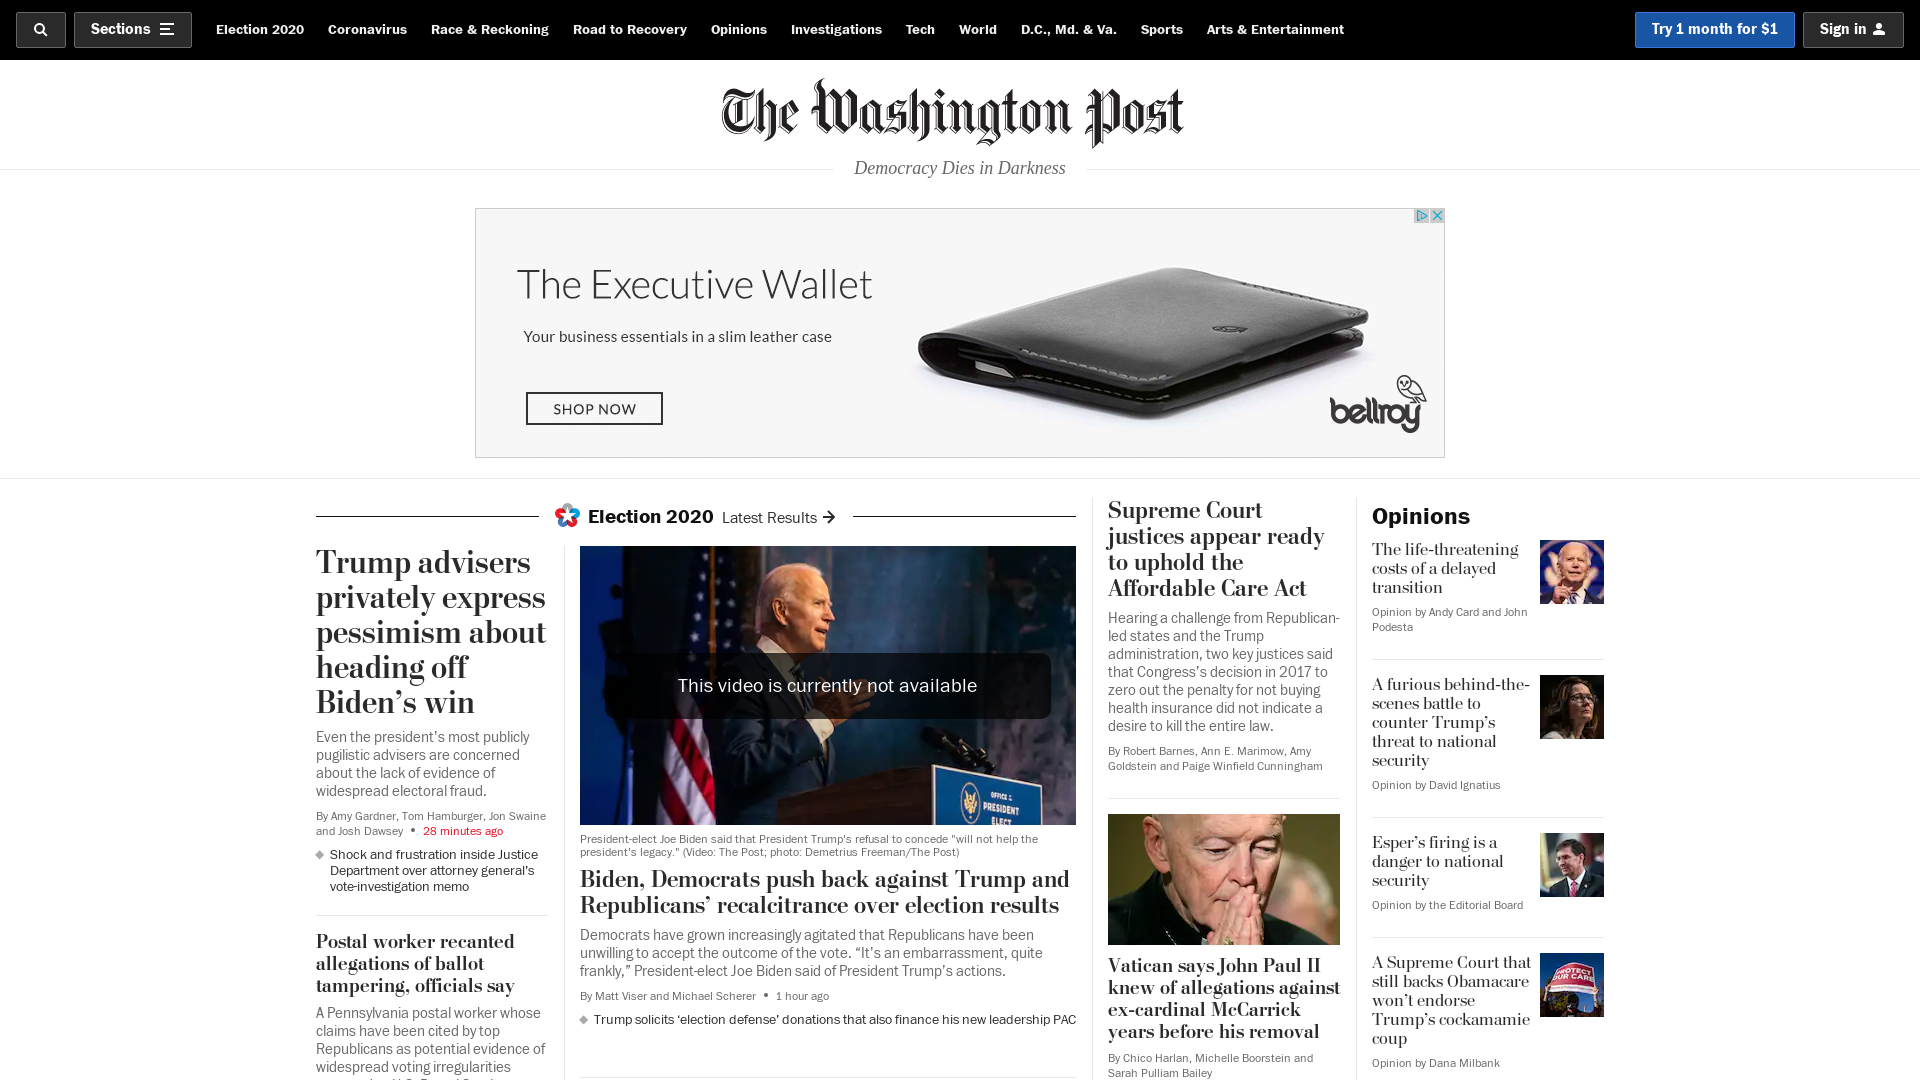 Sections
Election 2020
Coronavirus
Race & Reckoning
Road to Recovery
Opinions
Investigations
Tech
World
D.C., Md. & Va.
Sports
Arts & Entertainment
Try 1 month for $1
Sign in
The Washington Post
Democracy Dies in Darkness
The Executive Wallet
Your business essentials in a slim leather case
SHOP NOW
bellroy
Election 2020 Latest Results
Trump advisers
privately express
pessimism about
heading off
Biden’s win
Even the president’s most publicly
pugilistic advisers are concerned
about the lack of evidence of
widespread electoral fraud.
By Amy Gardner, Tom Hamburger, Jon Swaine
and Josh Dawsey • 28 minutes ago
Shock and frustration inside Justice
Department over attorney general's
vote-investigation memo
Postal worker recanted
allegations of ballot
tampering, officials say
A Pennsylvania postal worker whose
claims have been cited by top
Republicans as potential evidence of
widespread voting irregularities
This video is currently not available
OFFICE
PRESIDENT
ELECT
President-elect Joe Biden said that President Trump's refusal to concede "will not help the
president's legacy." (Video: The Post; photo: Demetrius Freeman/The Post)
Biden, Democrats push back against Trump and
Republicans’ recalcitrance over election results
Democrats have grown increasingly agitated that Republicans have been
unwilling to accept the outcome of the vote. “It’s an embarrassment, quite
frankly,” President-elect Joe Biden said of President Trump’s actions.
By Matt Viser and Michael Scherer • 1 hour ago
Trump solicits ‘election defense’ donations that also finance his new leadership PAC
Supreme Court
justices appear ready
to uphold the
Affordable Care Act
Hearing a challenge from Republican-
led states and the Trump
administration, two key justices said
that Congress’s decision in 2017 to
zero out the penalty for not buying
health insurance did not indicate a
desire to kill the entire law.
By Robert Barnes, Ann E. Marimow, Amy
Goldstein and Paige Winfield Cunningham
Vatican says John Paul II
knew of allegations against
ex-cardinal McCarrick
years before his removal
By Chico Harlan, Michelle Boorstein and
Sarah Pulliam Bailey
Opinions
The life-threatening
costs of a delayed
transition
Opinion by Andy Card and John
Podesta
A furious behind-the-
scenes battle to
counter Trump’s
threat to national
security
Opinion by David Ignatius
Esper’s firing is a
danger to national
security
Opinion by the Editorial Board
A Supreme Court that
still backs Obamacare
won’t endorse
Trump’s cockamamie
coup
Opinion by Dana Milbank
PROTECT
OUR CARE